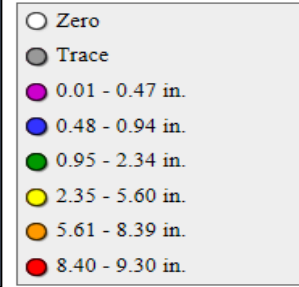 Zero
Trace
0.01 - 0.47 in.
0.48 - 0.94 in.
0.95 - 2.34 in.
2.35 - 5.60 in.
5.61 - 8.39 in.
8.40 - 9.30 in.